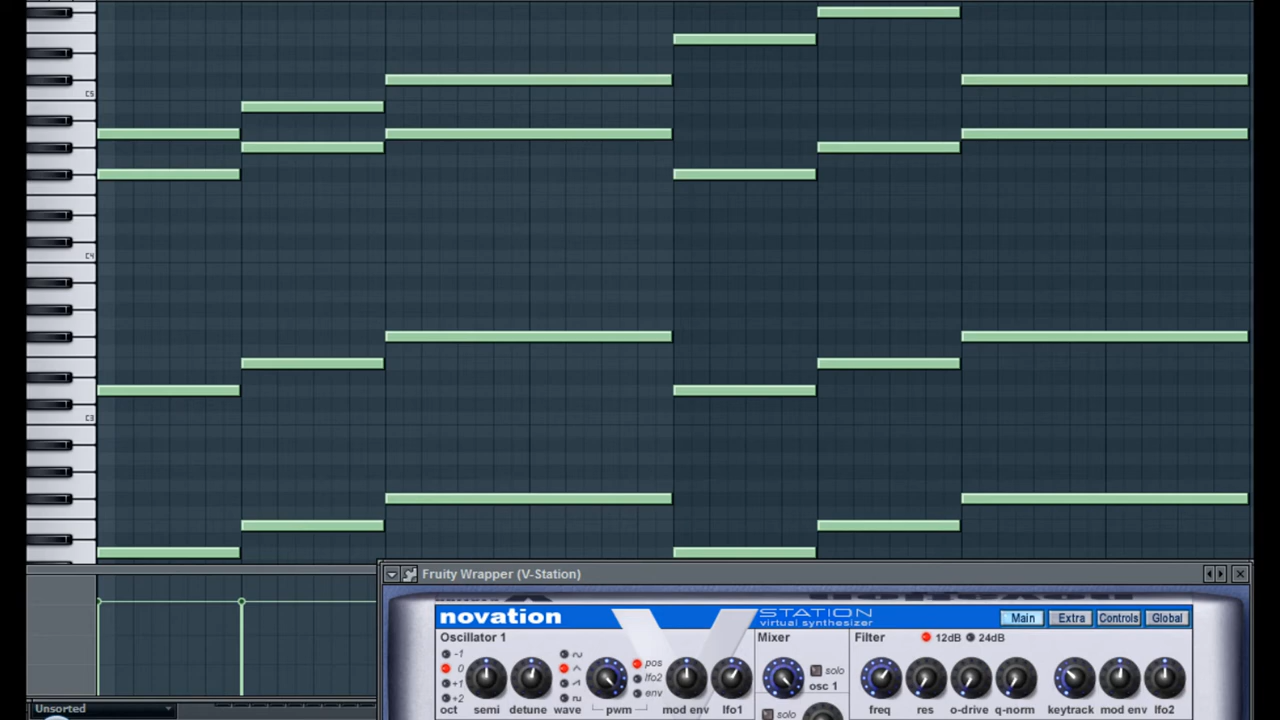 C5
C4
C3
Fruity Wrapper (V-Station)
novation
STATION
virtual synthesizer
Main Extra Controls Global
Oscillator 1
Mixer
Filter 12dB 24dB
-1
0
+1
+2
pos
lfo2
env
solo
osc 1
oct semi detune wave pwm mod env lfo1
freq res o-drive q-norm keytrack mod env lfo2
solo
Unsorted